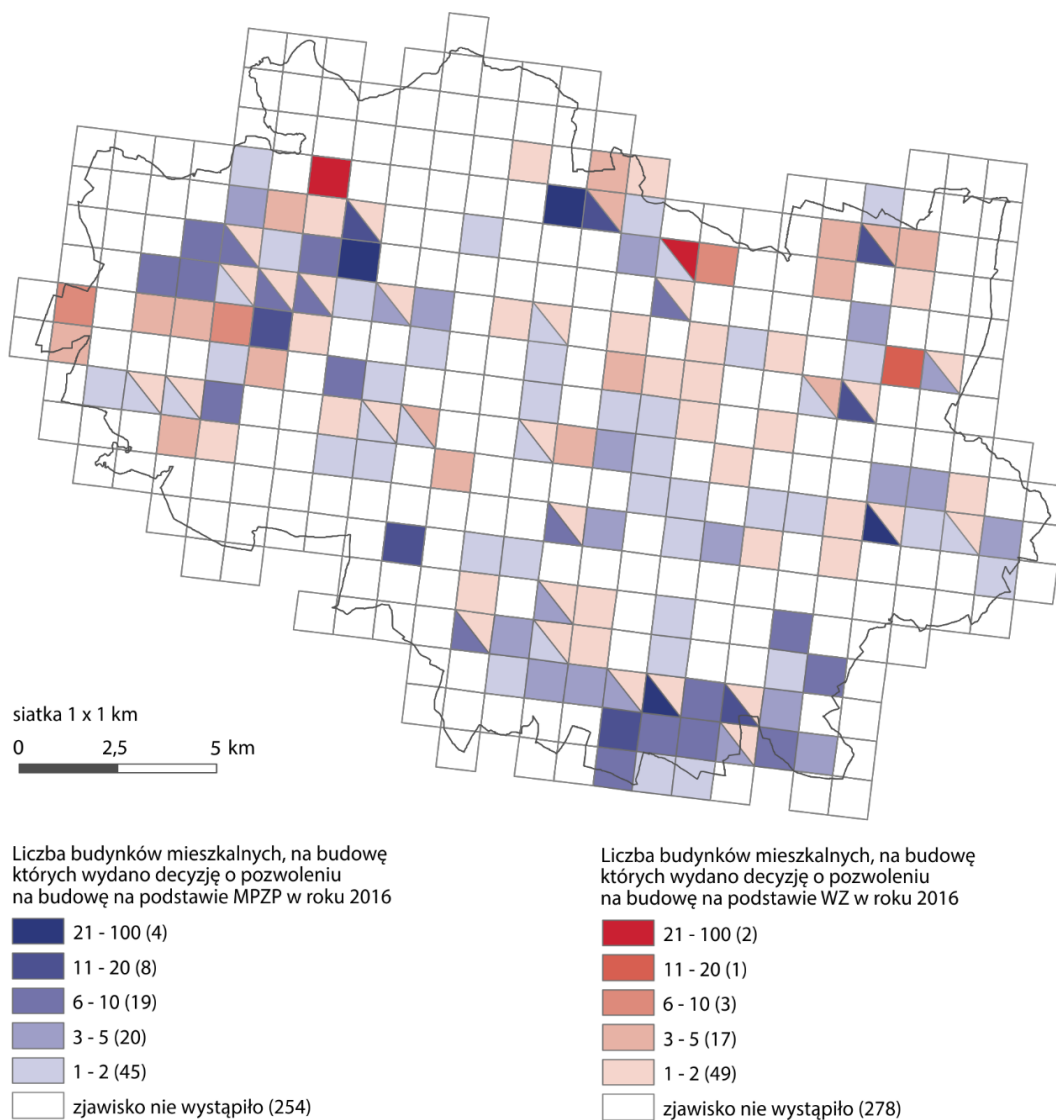 siatka 1 x 1 km
0 2,5 5 km
Liczba budynków mieszkalnych, na budowę
których wydano decyzję o pozwoleniu
na budowę na podstawie MPZP w roku 2016
21 - 100 (4)
11 - 20 (8)
6 - 10 (19)
3 - 5 (20)
1 - 2 (45)
zjawisko nie wystąpiło (254)
Liczba budynków mieszkalnych, na budowę
których wydano decyzję o pozwoleniu
na budowę na podstawie WZ w roku 2016
21 - 100 (2)
11 - 20 (1)
6 - 10 (3)
3 - 5 (17)
1 - 2 (49)
zjawisko nie wystąpiło (278)